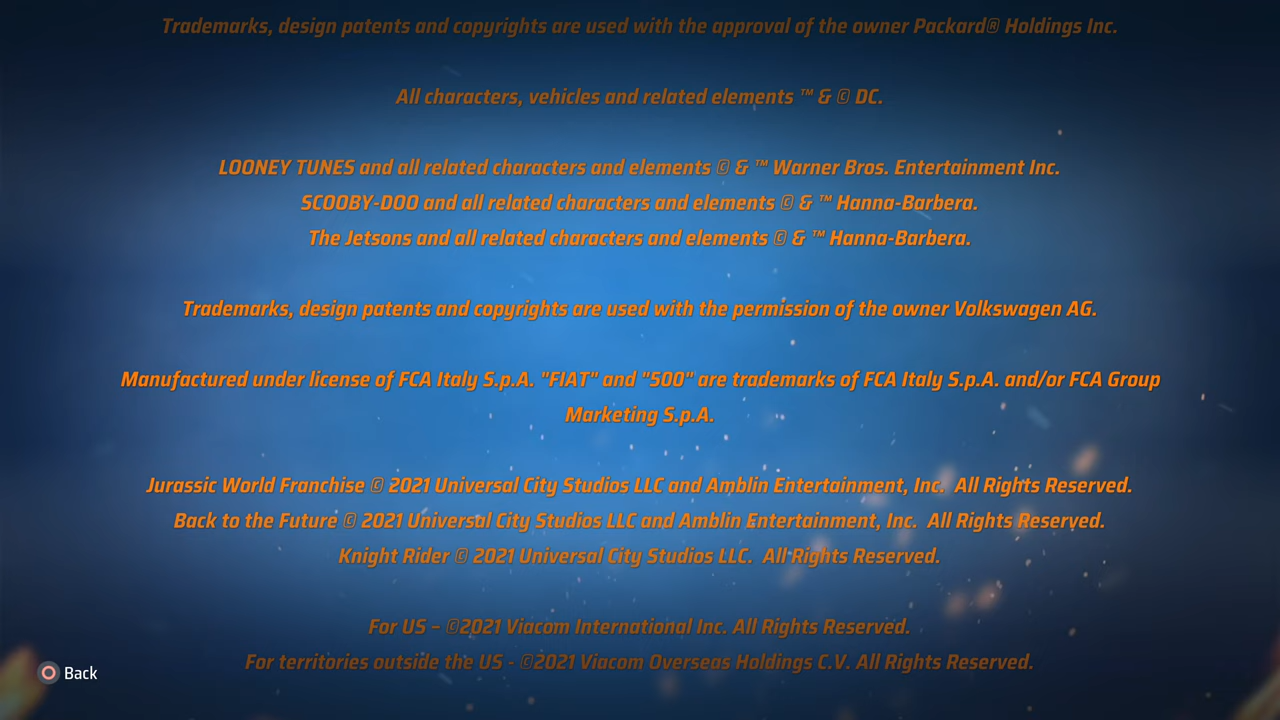 Trademarks, design patents and copyrights are used with the approval of the owner Packard® Holdings Inc.
All characters, vehicles and related elements ™ & © DC.
LOONEY TUNES and all related characters and elements © & ™ Warner Bros. Entertainment Inc.
SCOOBY-DOO and all related characters and elements © & ™ Hanna-Barbera.
The Jetsons and all related characters and elements © & ™ Hanna-Barbera.
Trademarks, design patents and copyrights are used with the permission of the owner Volkswagen AG.
Manufactured under license of FCA Italy S.p.A. "FIAT" and "500" are trademarks of FCA Italy S.p.A. and/or FCA Group
Marketing S.p.A.
Jurassic World Franchise © 2021 Universal City Studios LLC and Amblin Entertainment, Inc.  All Rights Reserved.
Back to the Future © 2021 Universal City Studios LLC and Amblin Entertainment, Inc.  All Rights Reserved.
Knight Rider © 2021 Universal City Studios LLC.  All Rights Reserved.
For US – ©2021 Viacom International Inc. All Rights Reserved.
For territories outside the US - ©2021 Viacom Overseas Holdings C.V. All Rights Reserved.
Back